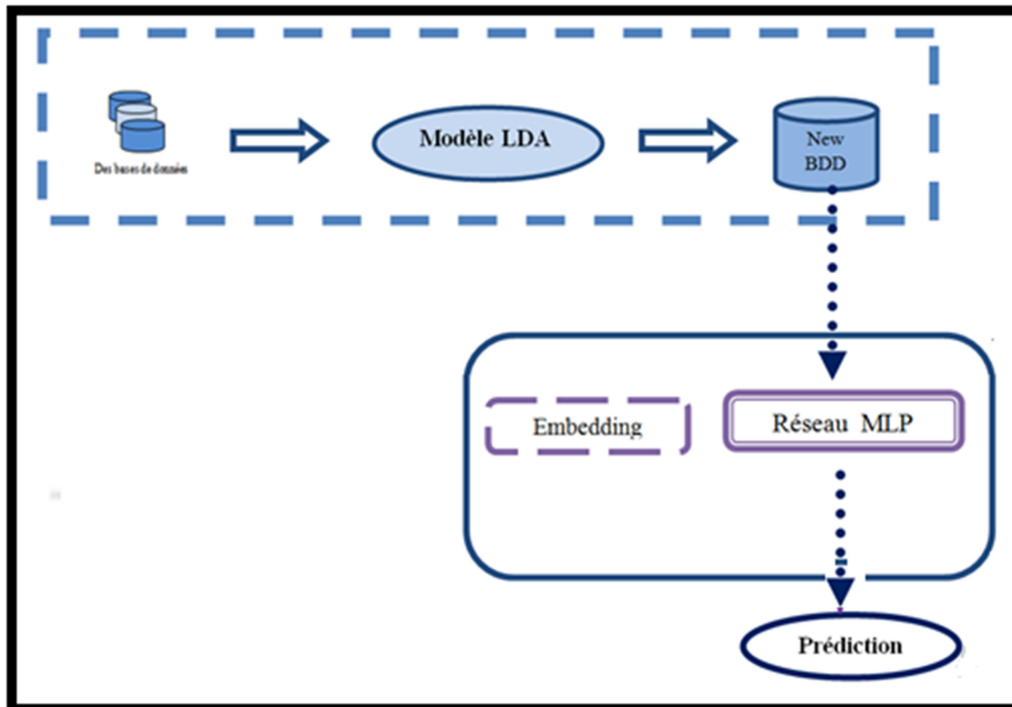 Modèle LDA
New
BDD
Des bases de données
Embedding
Réseau MLP
Prédiction